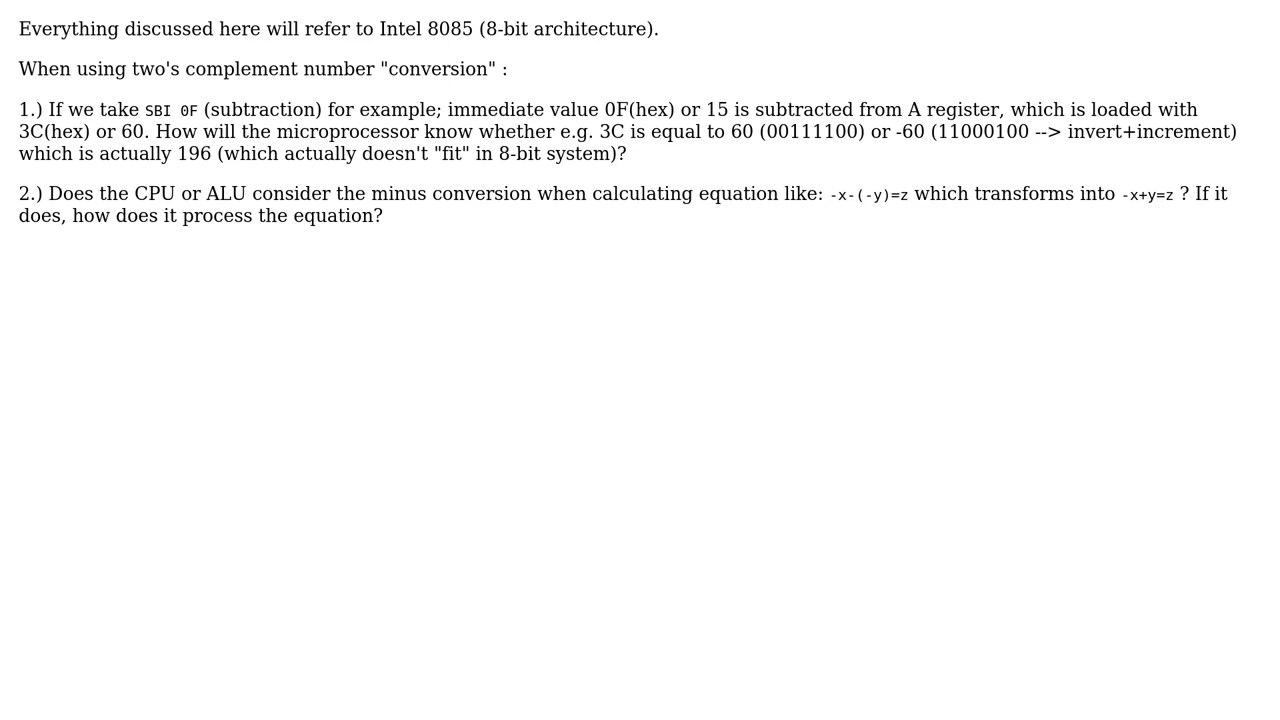 Everything discussed here will refer to Intel 8085 (8-bit architecture).
When using two's complement number "conversion" :
1.) If we take SBI 0F (subtraction) for example; immediate value 0F(hex) or 15 is subtracted from A register, which is loaded with
3C(hex) or 60. How will the microprocessor know whether e.g. 3C is equal to 60 (00111100) or -60 (11000100 --> invert+increment)
which is actually 196 (which actually doesn't "fit" in 8-bit system)?
2.) Does the CPU or ALU consider the minus conversion when calculating equation like: -x-(-y)=z which transforms into -x+y=z ? If it
does, how does it process the equation?